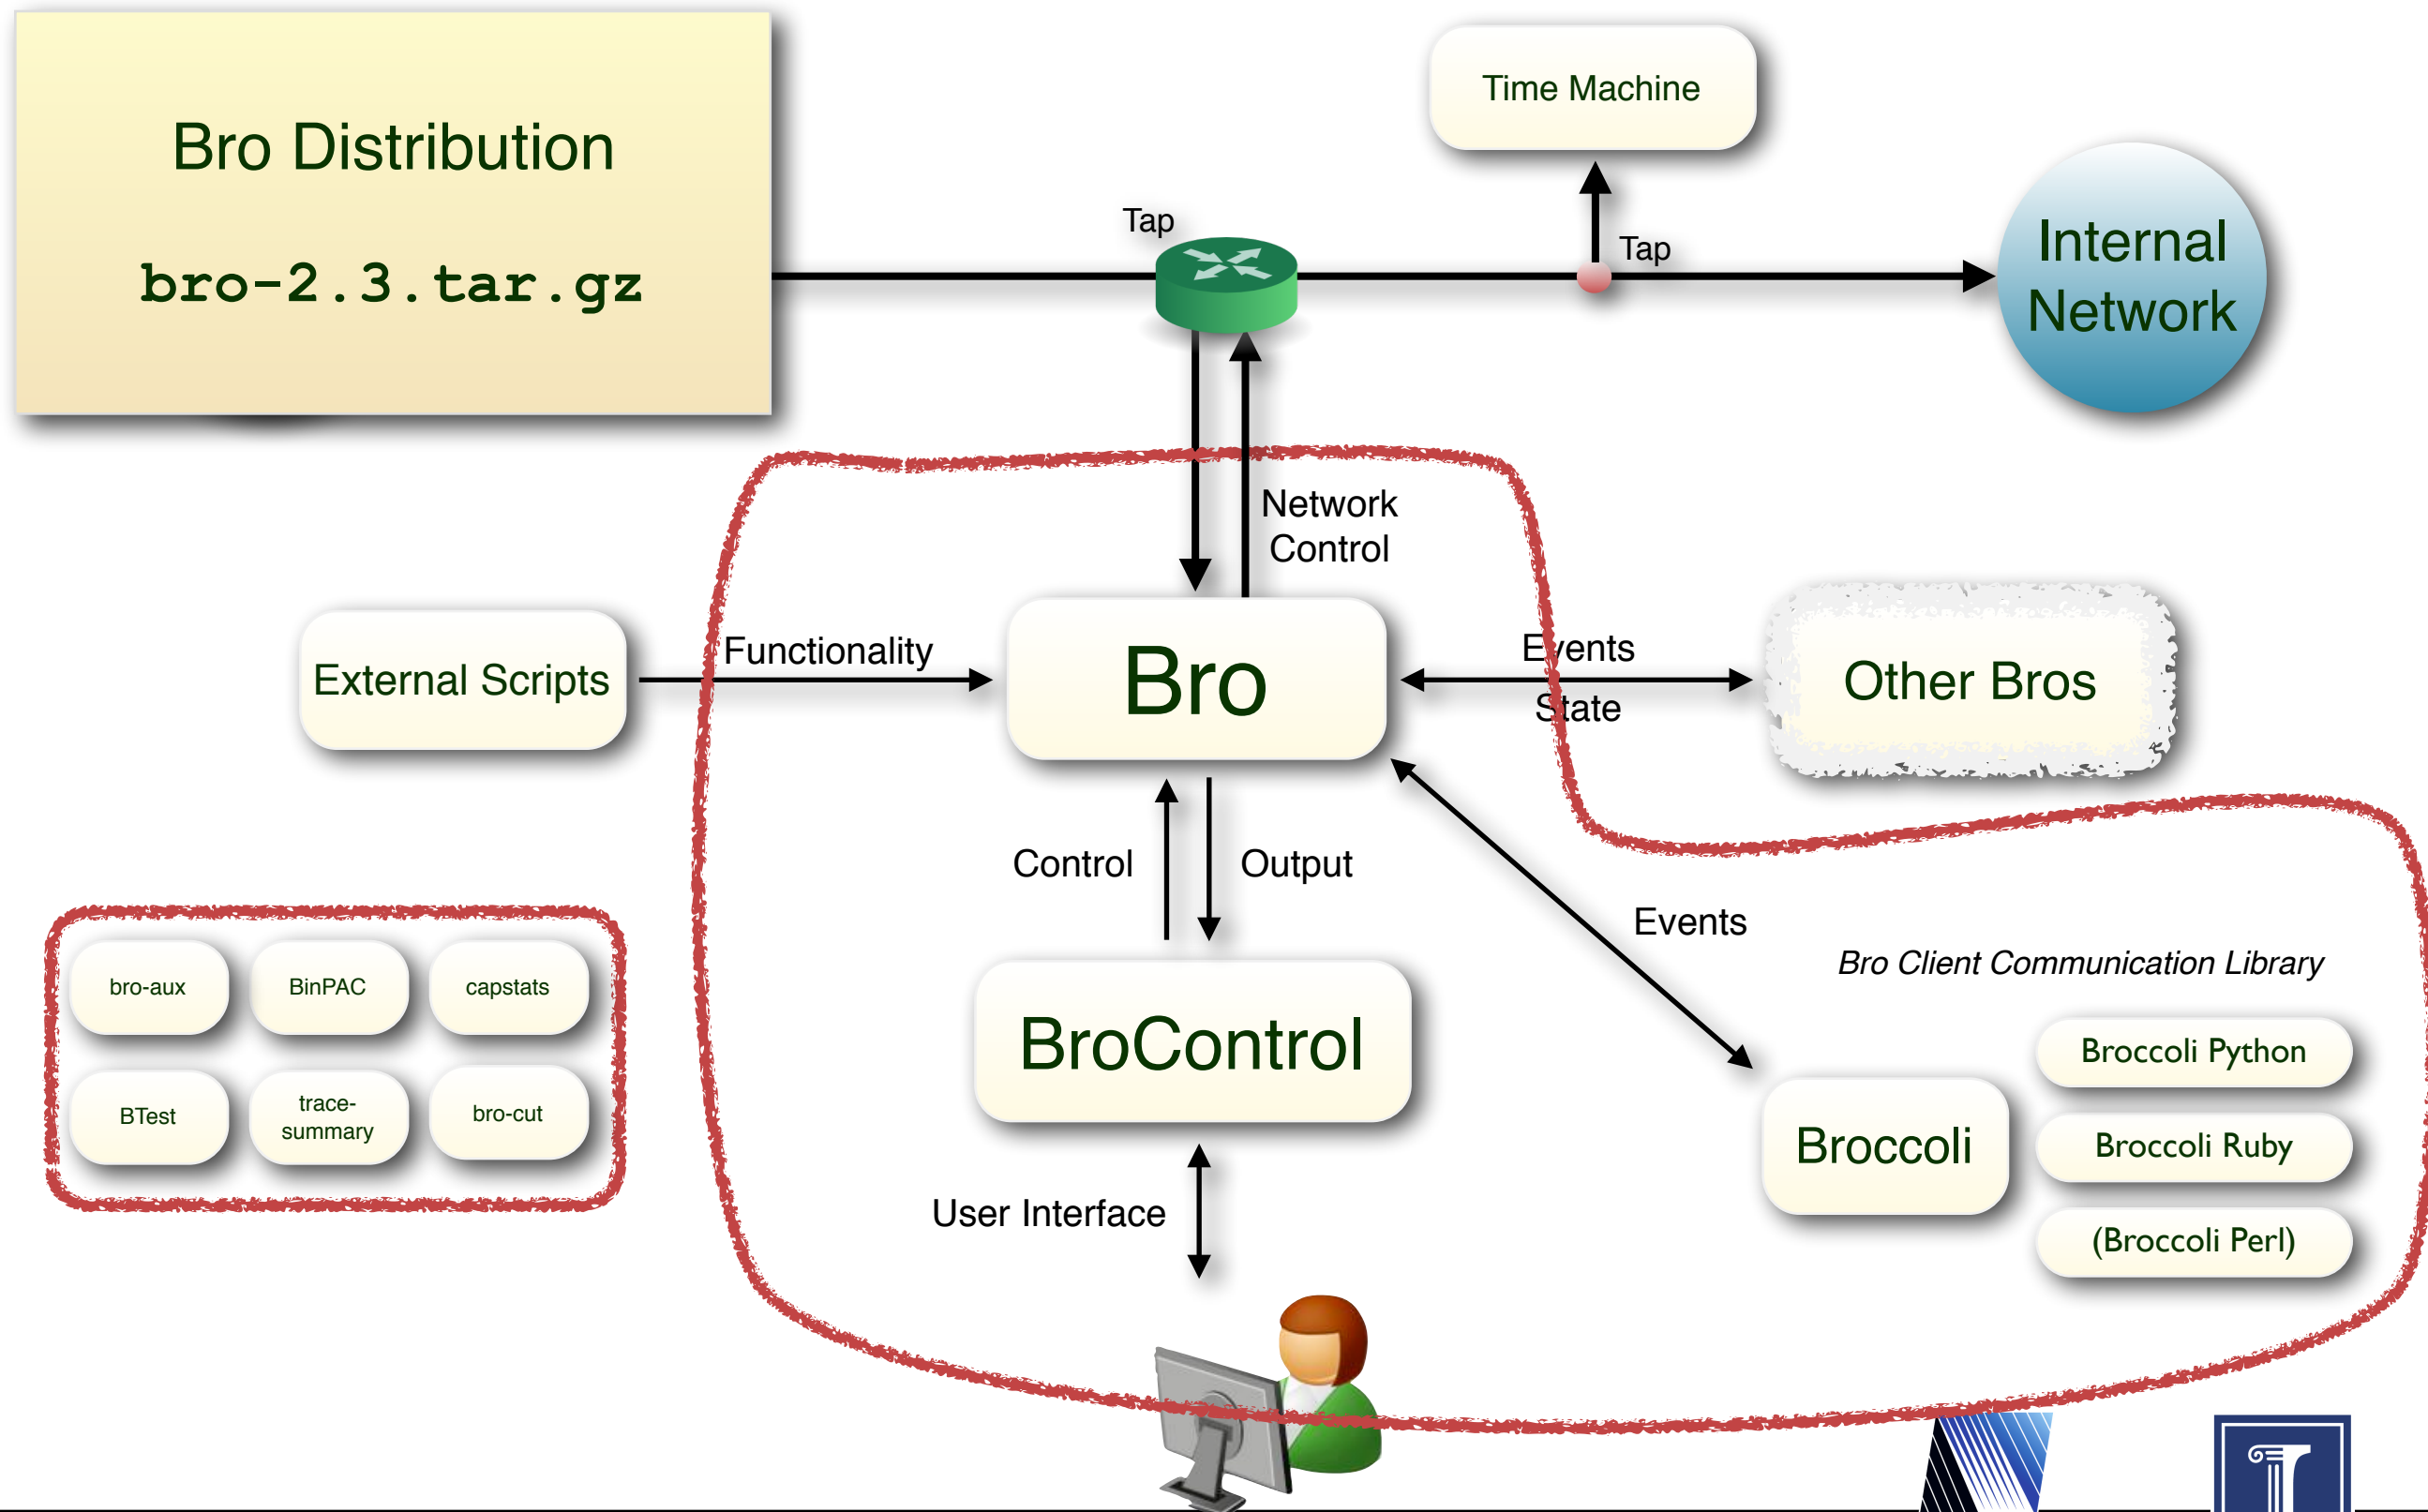 Bro Distribution
bro-2.3.tar.gz
Time Machine
Tap
Tap
Internal
Network
Network
Control
External Scripts
Functionality
Bro
Events
State
Other Bros
Control
Output
Events
Bro Client Communication Library
bro-aux
BinPAC
capstats
BTest
trace-
summary
bro-cut
BroControl
Broccoli
Broccoli Python
Broccoli Ruby
(Broccoli Perl)
User Interface